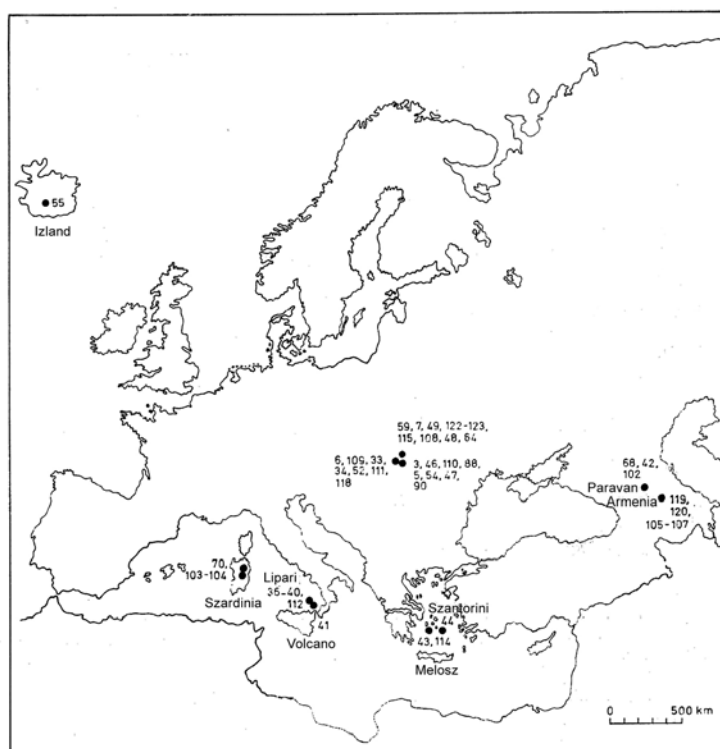 55
Izland
59, 7, 49, 122-123,
115, 108, 48, 64
6, 109, 33,
34, 52, 111,
118
3, 46, 110, 88,
5, 54, 47,
90
68, 42,
102
Paravan
Armenia
119,
120,
105-107
70,
103-104
Szardinia
Lipari
36-40,
112
41
Volcano
Szantorini
44
43, 114
Melosz
0 500 km